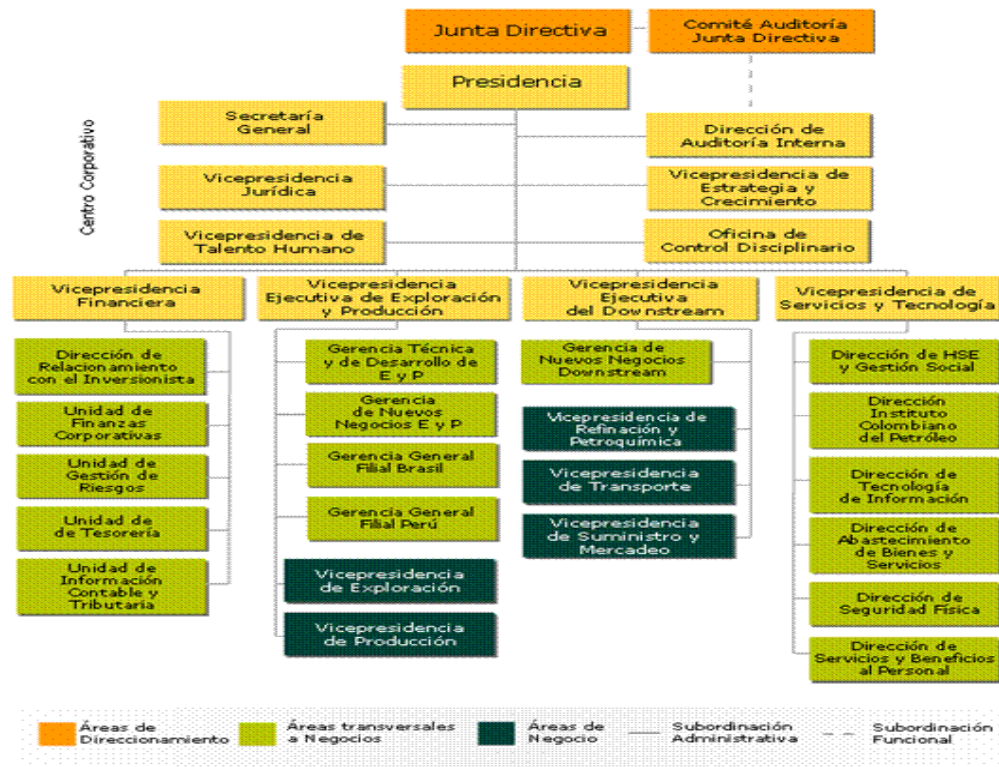 Junta Directiva
Comité Auditoría
Junta Directiva
Presidencia
Centro Corporativo
Secretaría
General
Dirección de
Auditoría Interna
Vicepresidencia
Jurídica
Vicepresidencia de
Estrategia y
Crecimiento
Vicepresidencia de
Talento Humano
Oficina de
Control Disciplinario
Vicepresidencia
Financiera
Vicepresidencia
Ejecutiva de Exploración
y Producción
Vicepresidencia
Ejecutiva
del Downstream
Vicepresidencia de
Servicios y Tecnología
Dirección de
Relacionamiento
con el Inversionista
Unidad de
Finanzas
Corporativas
Unidad de
Gestión de
Riesgos
Unidad de
de Tesorería
Unidad de
Información
Contable y
Tributaria
Gerencia Técnica
y de Desarrollo de
E y P
Gerencia
de Nuevos
Negocios E y P
Gerencia General
Filial Brasil
Gerencia General
Filial Perú
Vicepresidencia
de Exploración
Vicepresidencia
de Producción
Gerencia de
Nuevos Negocios
Downstream
Vicepresidencia de
Refinación y
Petroquímica
Vicepresidencia
de Transporte
Vicepresidencia
de Suministro y
Mercadeo
Dirección de HSE
y Gestión Social
Dirección
Instituto
Colombiano
del Petróleo
Dirección de
Tecnología
de Información
Dirección de
Abastecimiento
de Bienes y
Servicios
Dirección de
Seguridad Física
Dirección de
Servicios y Beneficios
al Personal
Áreas de
Direccionamiento
Áreas transversales
a Negocios
Áreas de
Negocio
Subordinación
Administrativa
Subordinación
Funcional